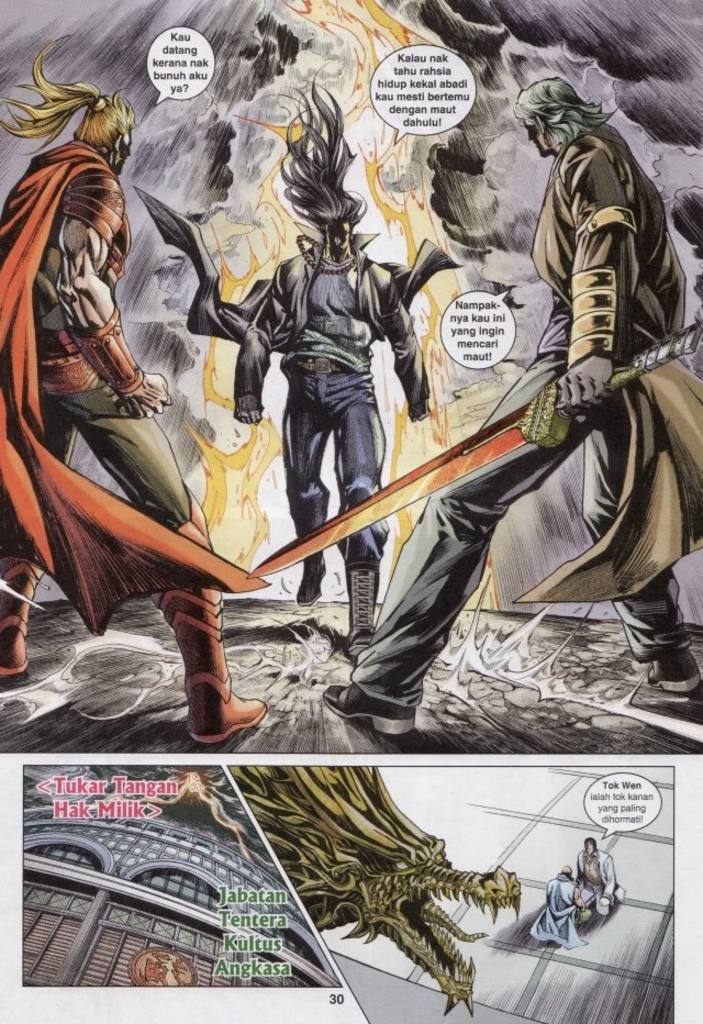 Kau
datang
kerana nak
bunuh aku
ya?
Kalau nak
tahu rahsia
hidup kekal abadi
kau mesti bertemu
dengan maut
dahulu!
Nampak-
nya kau ini
yang ingin
mencari
maut!
<Tukar Tangan
Hak Milik>
Jabatan
Tentera
Kultus
Angkasa
Tok Wen
ialah tok kanan
yang paling
dihormati!
30